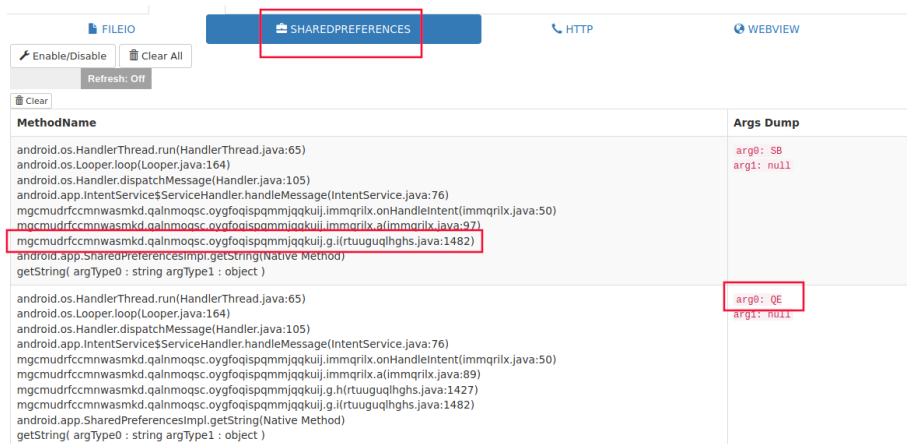 FILEIO
SHAREDPREFERENCES
HTTP
WEBVIEW
Enable/Disable
Clear All
Refresh: Off
Clear
MethodName
Args Dump
android.os.HandlerThread.run(HandlerThread.java:65)
android.os.Looper.loop(Looper.java:164)
android.os.Handler.dispatchMessage(Handler.java:105)
android.app.IntentService$ServiceHandler.handleMessage(IntentService.java:76)
mgcmudrfccmnwasmkd.qalnmoqsc.oygfoqispqmmjqqkuij.immqrilx.onHandleIntent(immqrilx.java:50)
mgcmudrfccmnwasmkd.qalnmoqsc.oygfoqispqmmjqqkuij.immqrilx.a(immqrilx.java:97)
mgcmudrfccmnwasmkd.qalnmoqsc.oygfoqispqmmjqqkuij.g.i(rtuuguqlhghs.java:1482)
android.app.SharedPreferencesImpl.getString(Native Method)
getString( argType0 : string argType1 : object )
arg0: SB
arg1: null
android.os.HandlerThread.run(HandlerThread.java:65)
android.os.Looper.loop(Looper.java:164)
android.os.Handler.dispatchMessage(Handler.java:105)
android.app.IntentService$ServiceHandler.handleMessage(IntentService.java:76)
mgcmudrfccmnwasmkd.qalnmoqsc.oygfoqispqmmjqqkuij.immqrilx.onHandleIntent(immqrilx.java:50)
mgcmudrfccmnwasmkd.qalnmoqsc.oygfoqispqmmjqqkuij.immqrilx.a(immqrilx.java:89)
mgcmudrfccmnwasmkd.qalnmoqsc.oygfoqispqmmjqqkuij.g.h(rtuuguqlhghs.java:1427)
mgcmudrfccmnwasmkd.qalnmoqsc.oygfoqispqmmjqqkuij.g.i(rtuuguqlhghs.java:1482)
android.app.SharedPreferencesImpl.getString(Native Method)
getString( argType0 : string argType1 : object )
arg0: QE
arg1: null